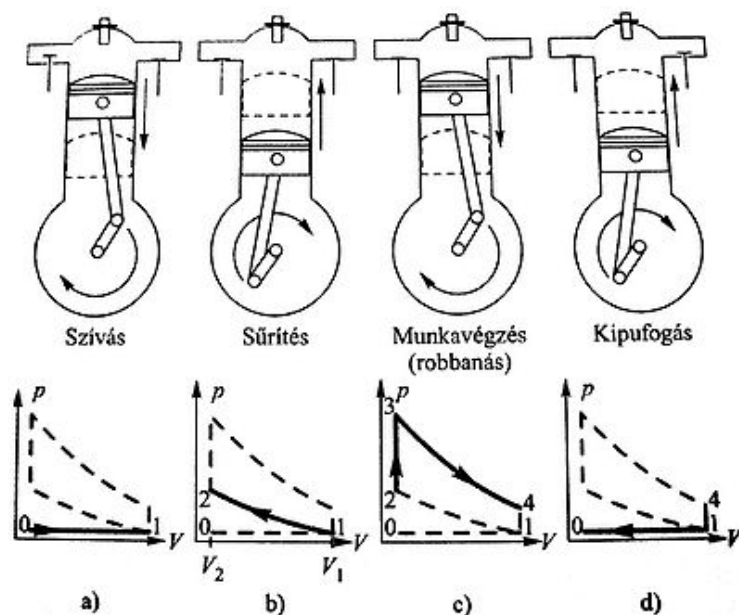 Szívás Sűrítés Munkavégzés Kipufogás
(robbanás)
p
0
1
V
p
2
0
1
V
V₂ V₁
p
3
2
0
4
1
V
p
0
4
1
V
a) b) c) d)